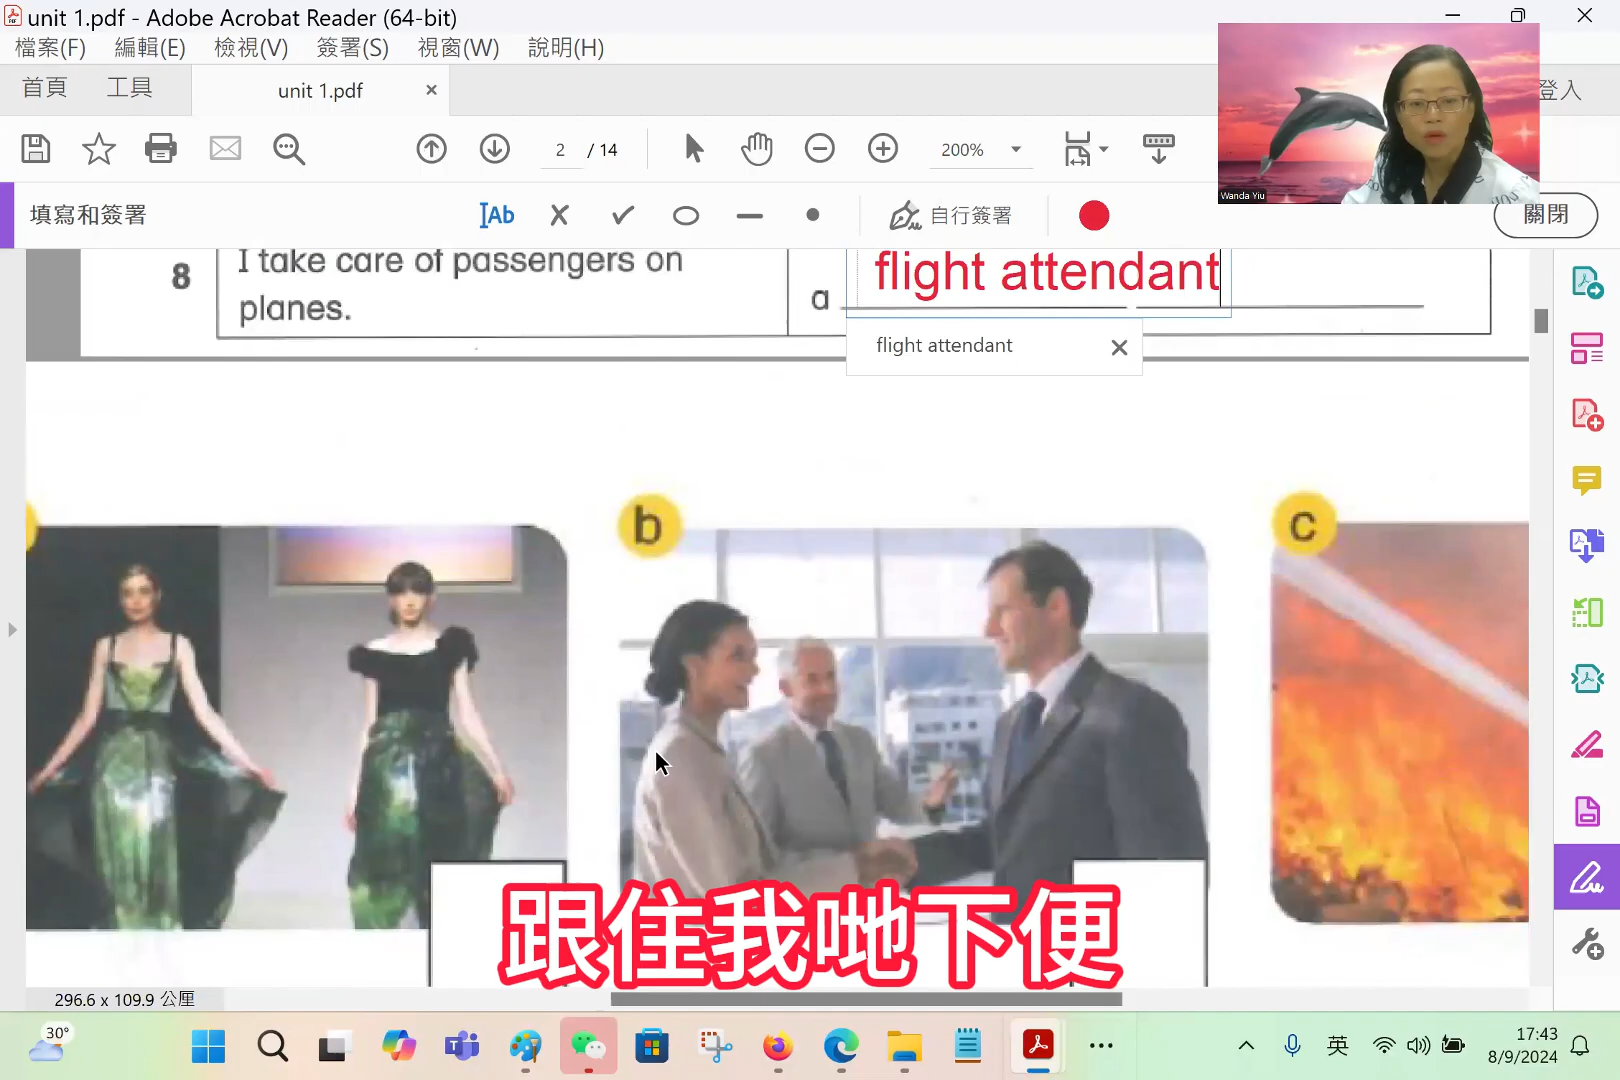 unit 1.pdf - Adobe Acrobat Reader (64-bit)
檔案(F) 編輯(E) 檢視(V) 簽署(S) 視窗(W) 說明(H)
首頁 工具 unit 1.pdf 登入
2 / 14 200%
Wanda Yiu
填寫和簽署 Ab 自行簽署 關閉
8 I take care of passengers on planes. a flight attendant
flight attendant
b
c
跟住我哋下便
296.6 x 109.9 公厘
30°
英
17:43
8/9/2024